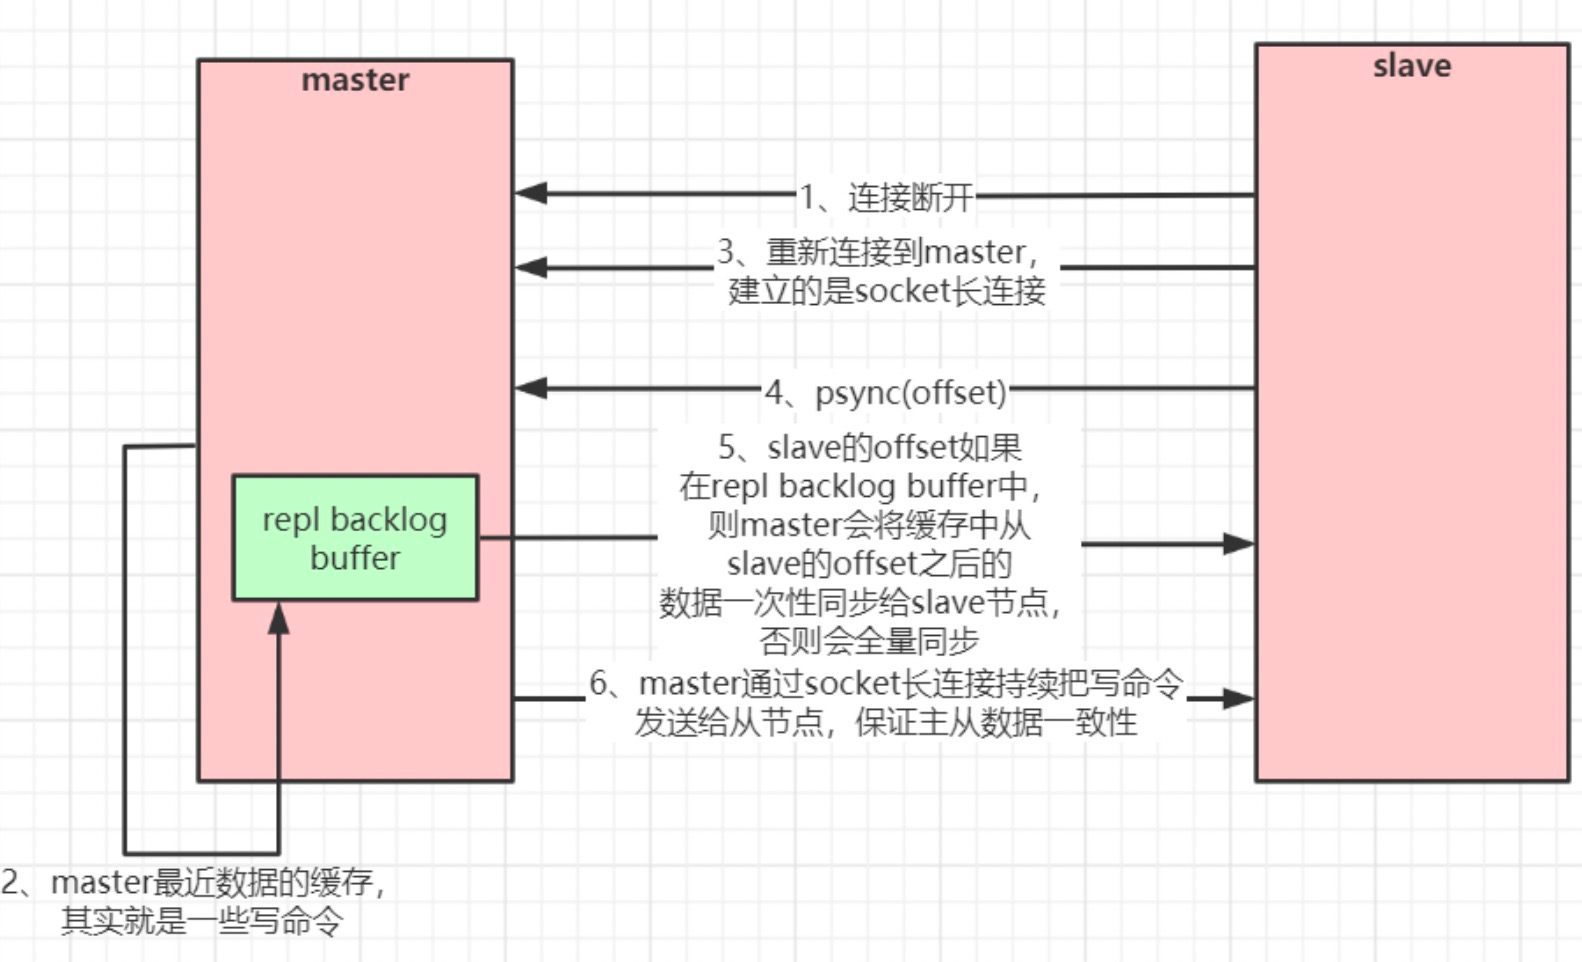 master
slave
1、连接断开
3、重新连接到master，
建立的是socket长连接
4、psync(offset)
5、slave的offset如果
在repl backlog buffer中，
则master会将缓存中从
slave的offset之后的
数据一次性同步给slave节点，
否则会全量同步
repl backlog
buffer
6、master通过socket长连接持续把写命令
发送给从节点，保证主从数据一致性
2、master最近数据的缓存，
其实就是一些写命令